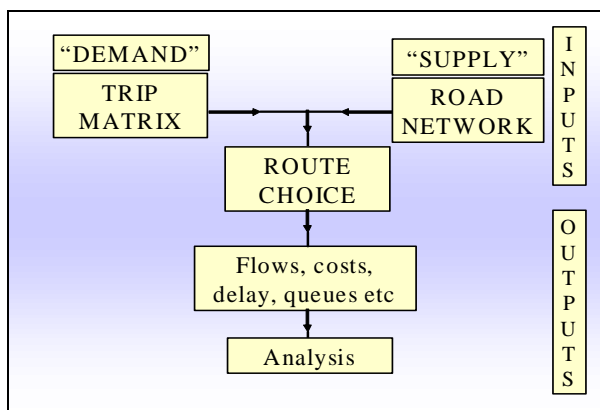 “DEMAND”
TRIP
MATRIX
“SUPPLY”
ROAD
NETWORK
I
N
P
U
T
S
ROUTE
CHOICE
Flows, costs,
delay, queues etc
Analysis
O
U
T
P
U
T
S